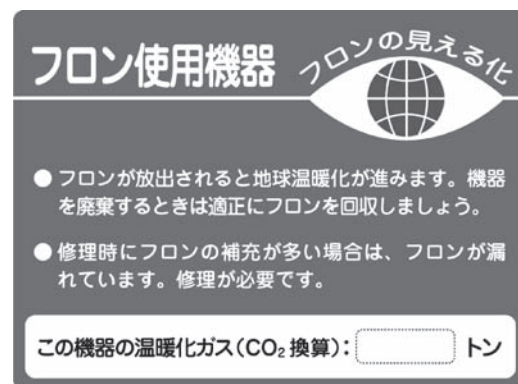 フロン使用機器
フロンの見える化
● フロンが放出されると地球温暖化が進みます。機器
を廃棄するときは適正にフロンを回収しましょう。
● 修理時にフロンの補充が多い場合は、フロンが漏
れています。修理が必要です。
この機器の温暖化ガス(CO₂換算): トン